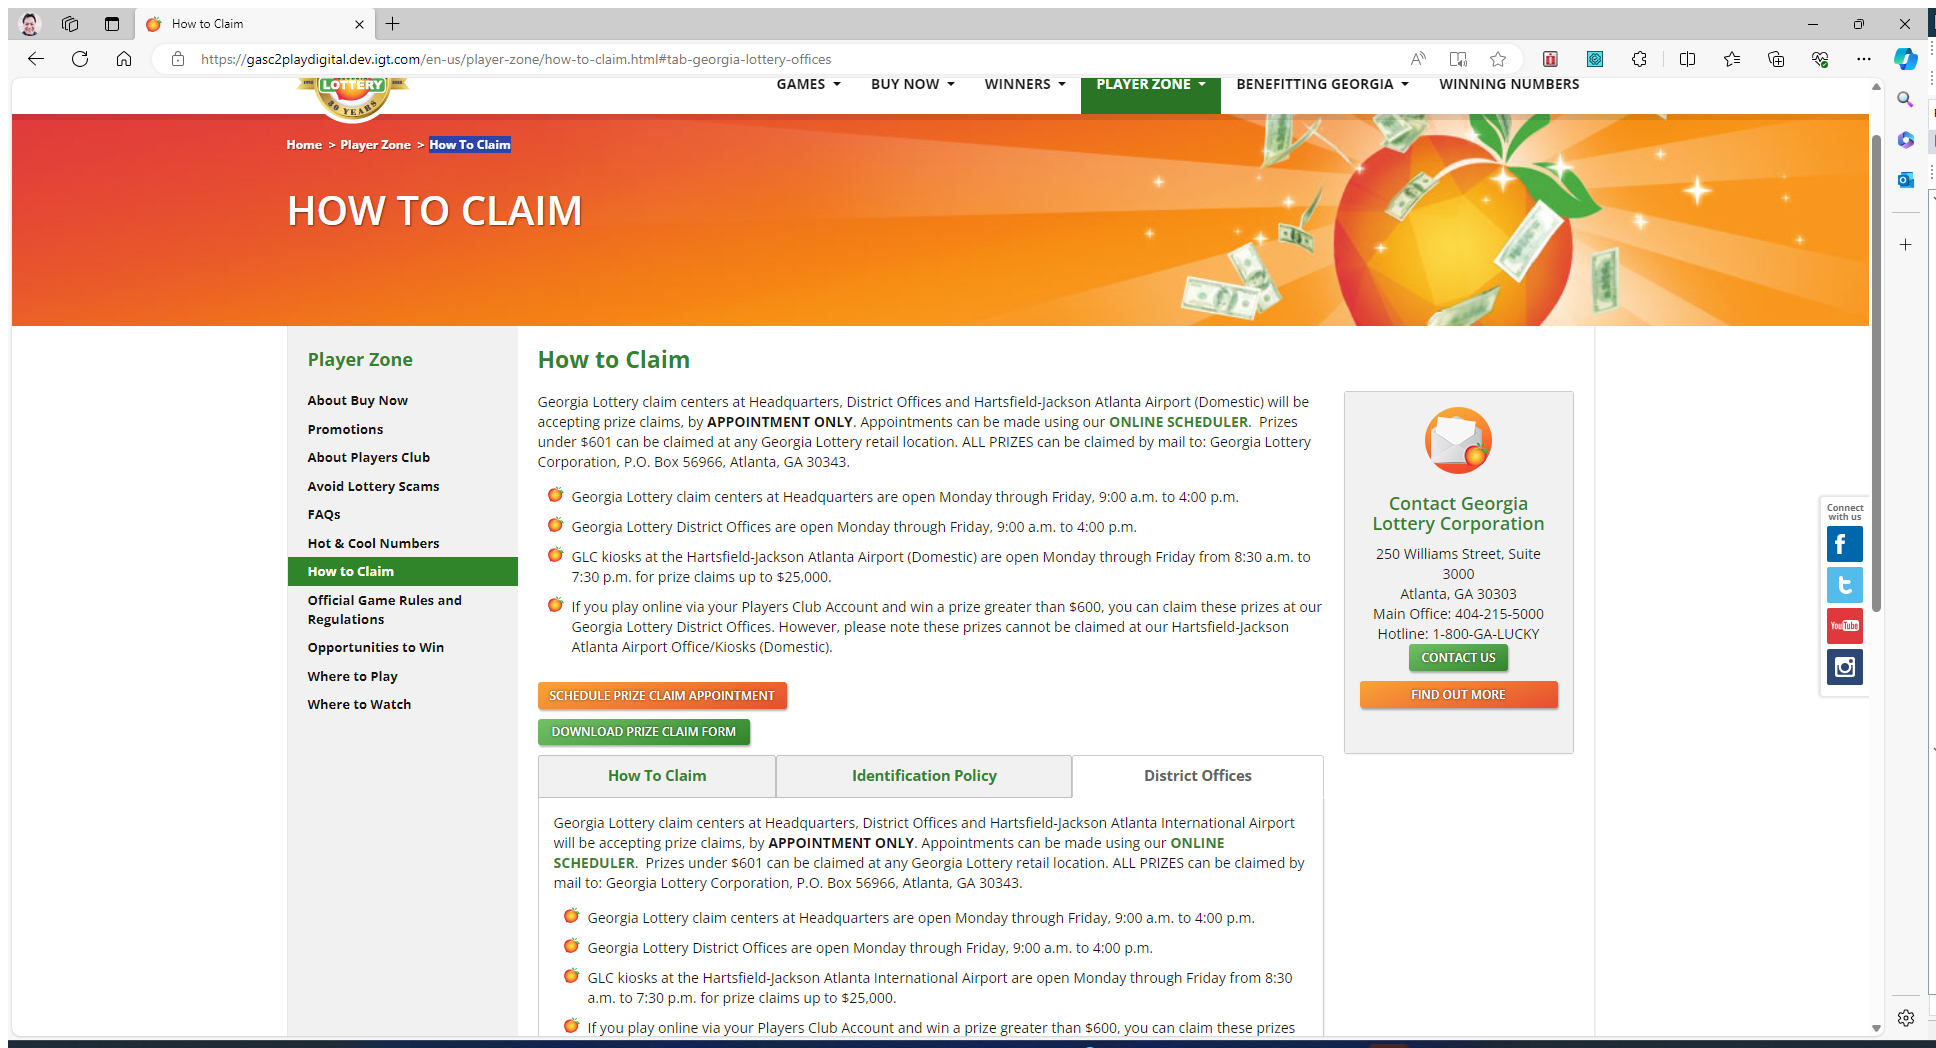 How to Claim
https://gasc2playdigital.dev.igt.com/en-us/player-zone/how-to-claim.html#tab-georgia-lottery-offices
LOTTERY
30 YEARS
GAMES
BUY NOW
WINNERS
PLAYER ZONE
BENEFITTING GEORGIA
WINNING NUMBERS
Home > Player Zone > How To Claim
HOW TO CLAIM
Player Zone
About Buy Now
Promotions
About Players Club
Avoid Lottery Scams
FAQs
Hot & Cool Numbers
How to Claim
Official Game Rules and
Regulations
Opportunities to Win
Where to Play
Where to Watch
How to Claim
Georgia Lottery claim centers at Headquarters, District Offices and Hartsfield-Jackson Atlanta Airport (Domestic) will be
accepting prize claims, by APPOINTMENT ONLY. Appointments can be made using our ONLINE SCHEDULER. Prizes
under $601 can be claimed at any Georgia Lottery retail location. ALL PRIZES can be claimed by mail to: Georgia Lottery
Corporation, P.O. Box 56966, Atlanta, GA 30343.
Georgia Lottery claim centers at Headquarters are open Monday through Friday, 9:00 a.m. to 4:00 p.m.
Georgia Lottery District Offices are open Monday through Friday, 9:00 a.m. to 4:00 p.m.
GLC kiosks at the Hartsfield-Jackson Atlanta Airport (Domestic) are open Monday through Friday from 8:30 a.m. to
7:30 p.m. for prize claims up to $25,000.
If you play online via your Players Club Account and win a prize greater than $600, you can claim these prizes at our
Georgia Lottery District Offices. However, please note these prizes cannot be claimed at our Hartsfield-Jackson
Atlanta Airport Office/Kiosks (Domestic).
SCHEDULE PRIZE CLAIM APPOINTMENT
DOWNLOAD PRIZE CLAIM FORM
How To Claim
Identification Policy
District Offices
Georgia Lottery claim centers at Headquarters, District Offices and Hartsfield-Jackson Atlanta International Airport
will be accepting prize claims, by APPOINTMENT ONLY. Appointments can be made using our ONLINE
SCHEDULER. Prizes under $601 can be claimed at any Georgia Lottery retail location. ALL PRIZES can be claimed by
mail to: Georgia Lottery Corporation, P.O. Box 56966, Atlanta, GA 30343.
Georgia Lottery claim centers at Headquarters are open Monday through Friday, 9:00 a.m. to 4:00 p.m.
Georgia Lottery District Offices are open Monday through Friday, 9:00 a.m. to 4:00 p.m.
GLC kiosks at the Hartsfield-Jackson Atlanta International Airport are open Monday through Friday from 8:30
a.m. to 7:30 p.m. for prize claims up to $25,000.
If you play online via your Players Club Account and win a prize greater than $600, you can claim these prizes
Contact Georgia
Lottery Corporation
250 Williams Street, Suite
3000
Atlanta, GA 30303
Main Office: 404-215-5000
Hotline: 1-800-GA-LUCKY
CONTACT US
FIND OUT MORE
Connect
with us
You Tube